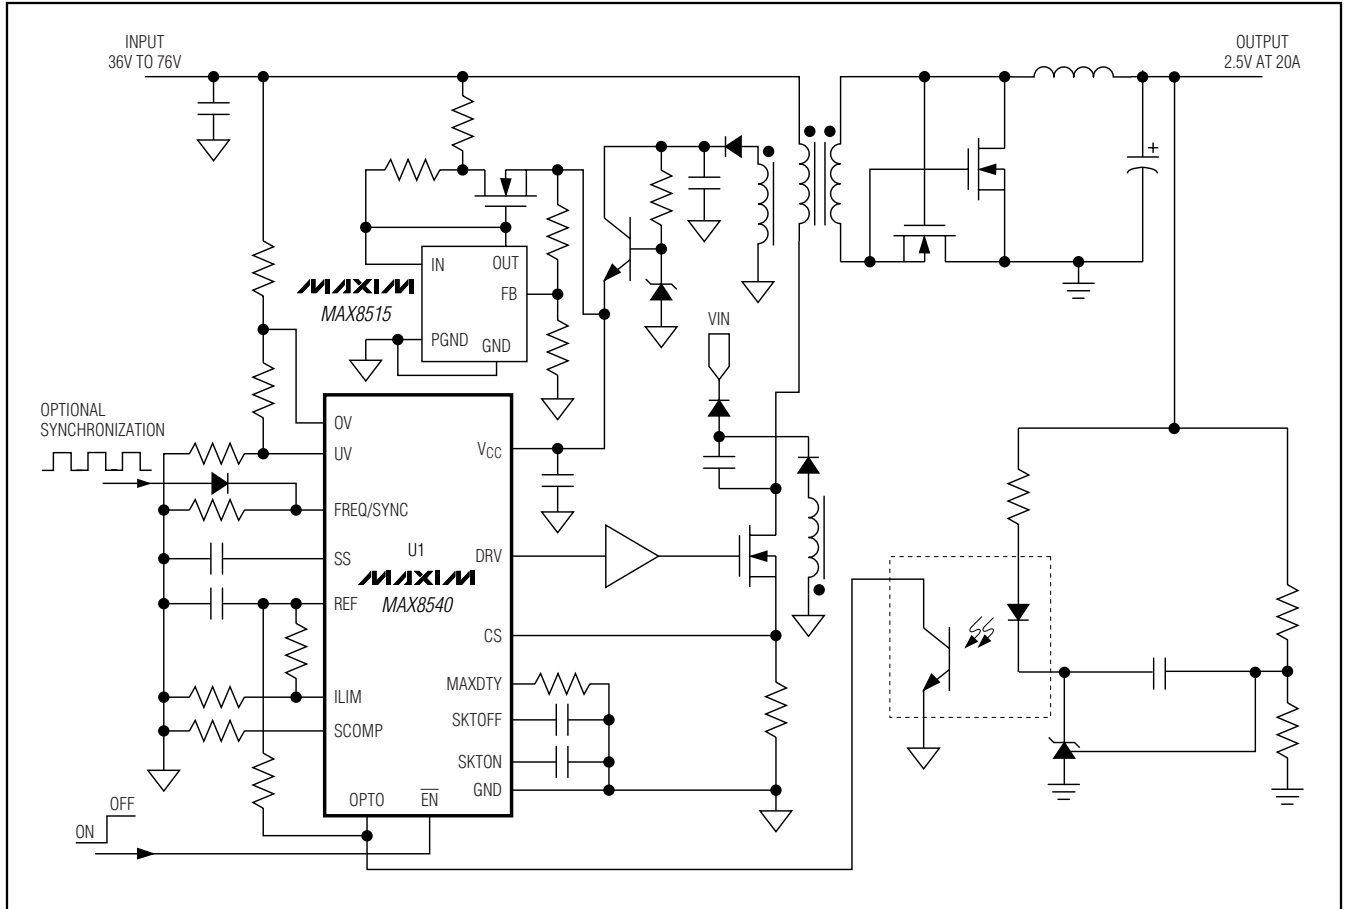 INPUT
36V TO 76V
OUTPUT
2.5V AT 20A
IN
OUT
MAXIM
MAX8515
FB
PGND
GND
VIN
OPTIONAL
SYNCHRONIZATION
OV
UV
VCC
FREQ/SYNC
SS
U1
DRV
MAXIM
MAX8540
REF
CS
MAXDTY
ILIM
SKTOFF
SCOMP
SKTON
GND
OPTO
EN
OFF
ON
+